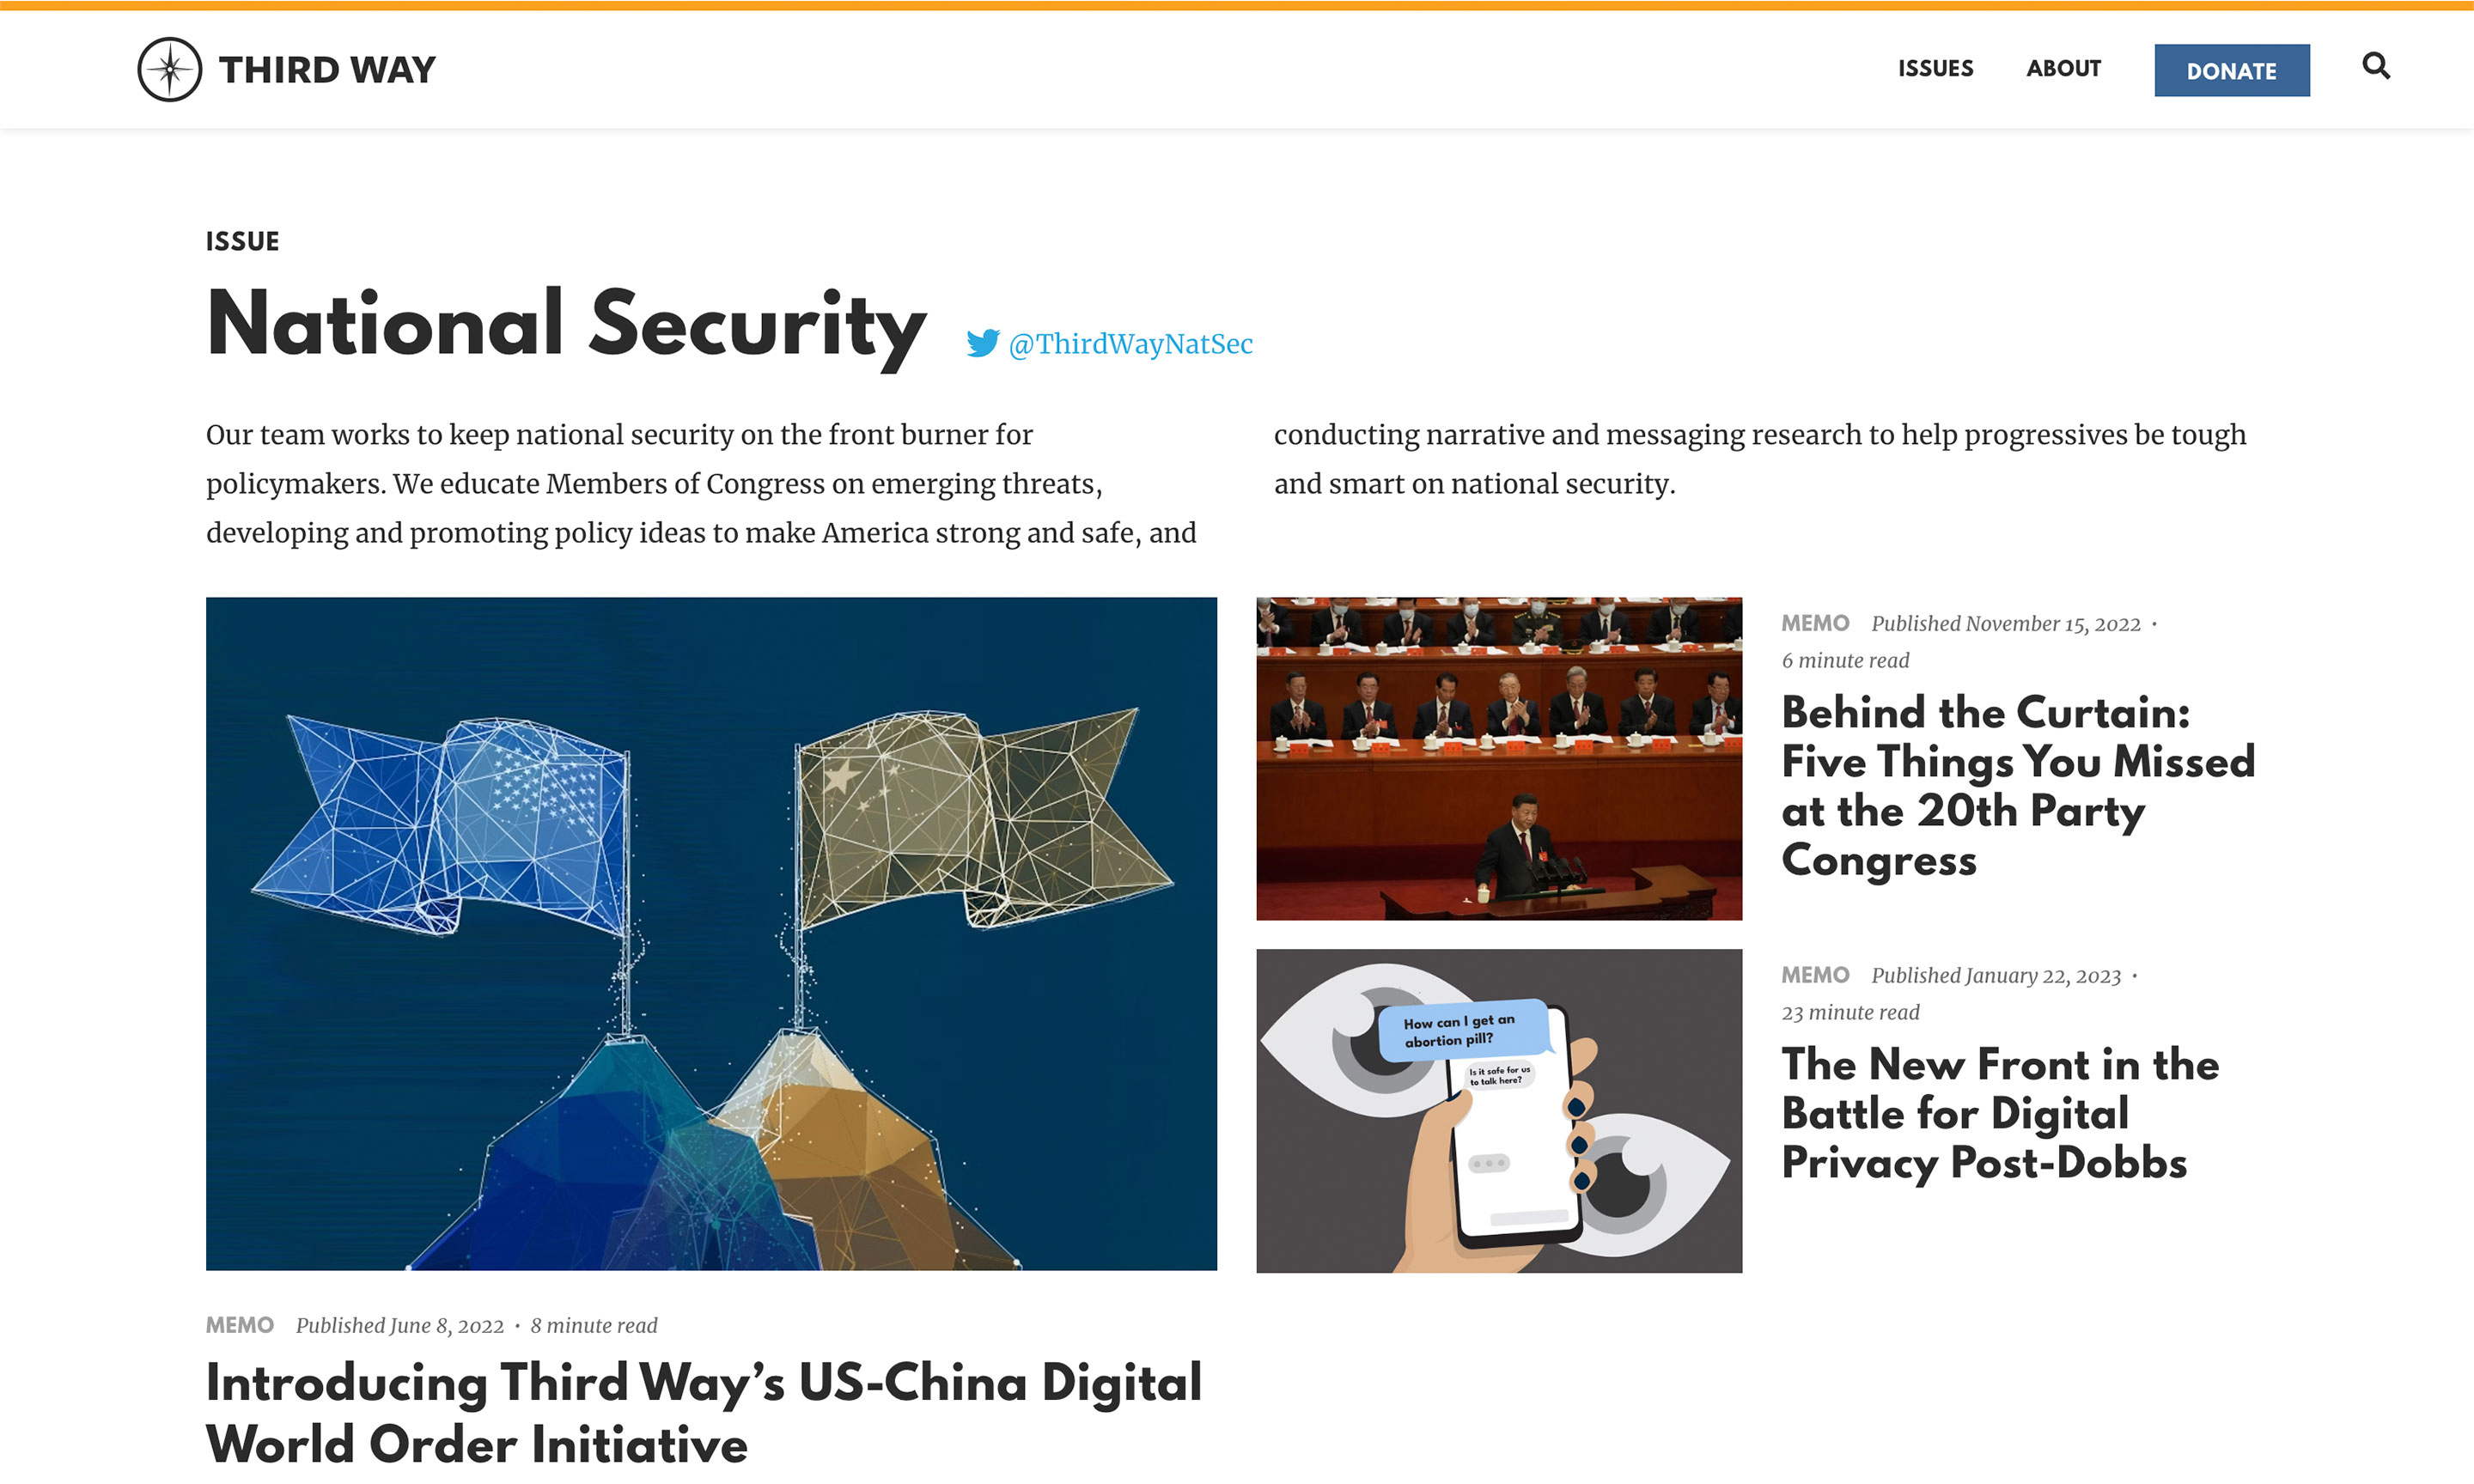 THIRD WAY
ISSUES
ABOUT
DONATE
ISSUE
National Security
@ThirdWayNatSec
Our team works to keep national security on the front burner for
policymakers. We educate Members of Congress on emerging threats,
developing and promoting policy ideas to make America strong and safe, and
conducting narrative and messaging research to help progressives be tough
and smart on national security.
MEMO Published June 8, 2022 • 8 minute read
Introducing Third Way’s US-China Digital
World Order Initiative
MEMO Published November 15, 2022 •
6 minute read
Behind the Curtain:
Five Things You Missed
at the 20th Party
Congress
How can I get an
abortion pill?
Is it safe for us
to talk here?
MEMO Published January 22, 2023 •
23 minute read
The New Front in the
Battle for Digital
Privacy Post-Dobbs